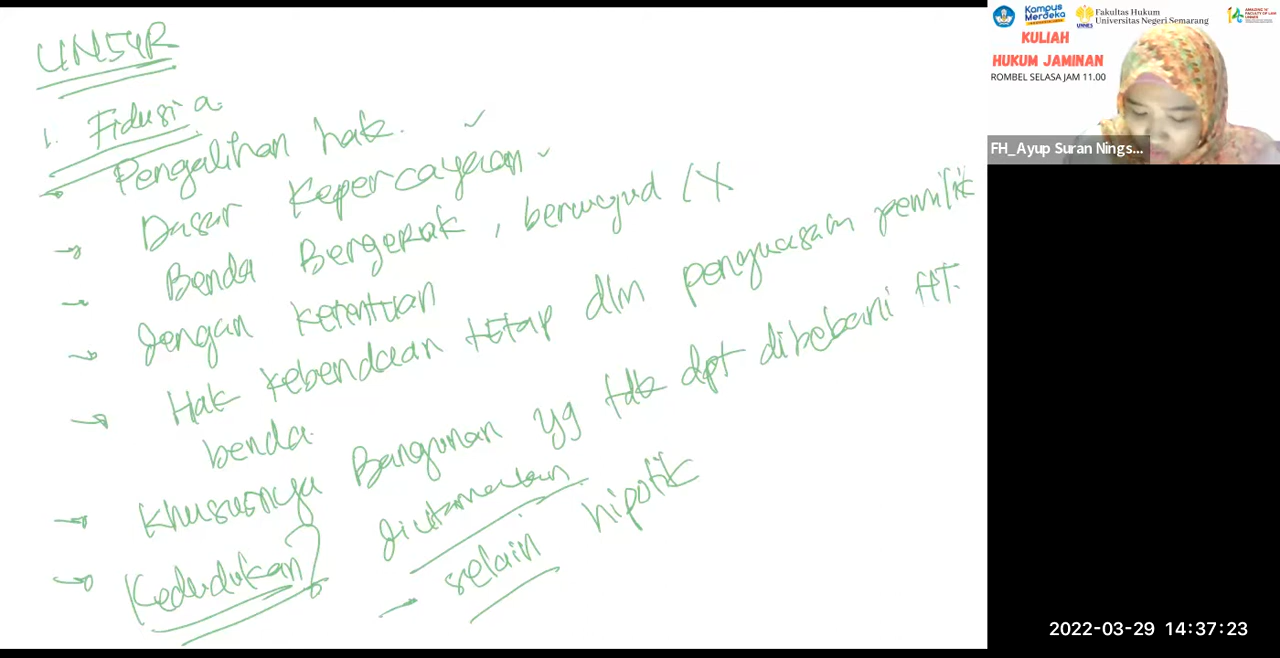 UNSUR
1. Fidusia.
→ Pengalihan hak. ✓
→ Dasar Kepercayaan ✓
→ Benda Bergerak, berwujud / X
→ dengan ketentuan
→ Hak kebendaan tetap dlm penguasaan pemilik
benda.
→ Khususnya Bangunan yg tdk dpt dibebani HT.
→ Kedudukan? diutamakan
→ selain hipotik
Kampus
Merdeka
UNNES
Fakultas Hukum
Universitas Negeri Semarang
KULIAH
HUKUM JAMINAN
ROMBEL SELASA JAM 11.00
FH_Ayup Suran Nings...
2022-03-29 14:37:23